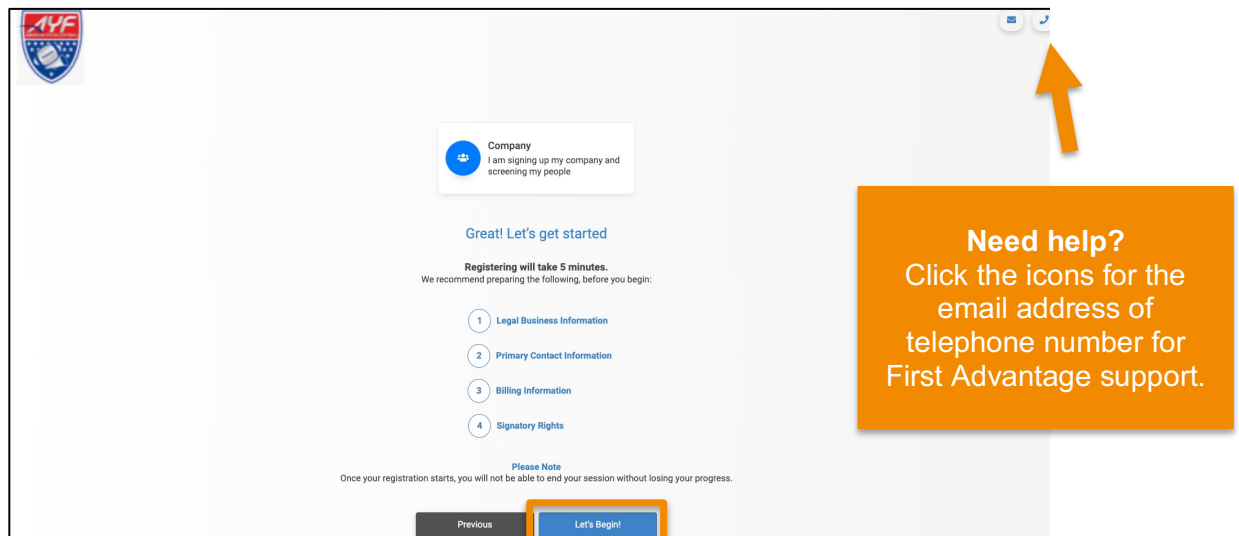 AYF
Company
I am signing up my company and
screening my people
Great! Let's get started
Registering will take 5 minutes.
We recommend preparing the following, before you begin:
1 Legal Business Information
2 Primary Contact Information
3 Billing Information
4 Signatory Rights
Please Note
Once your registration starts, you will not be able to end your session without losing your progress.
Previous
Let's Begin!
Need help?
Click the icons for the
email address of
telephone number for
First Advantage support.